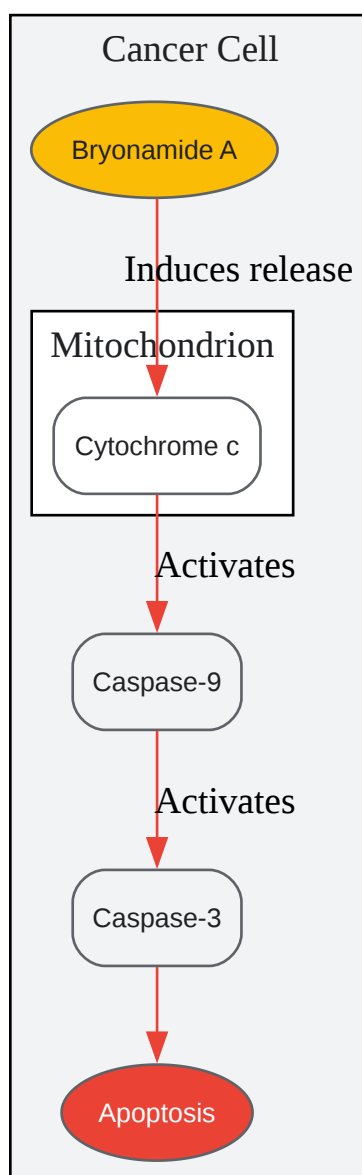 Cancer Cell
Bryonamide A
Induces release
Mitochondrion
Cytochrome c
Activates
Caspase-9
Activates
Caspase-3
Apoptosis